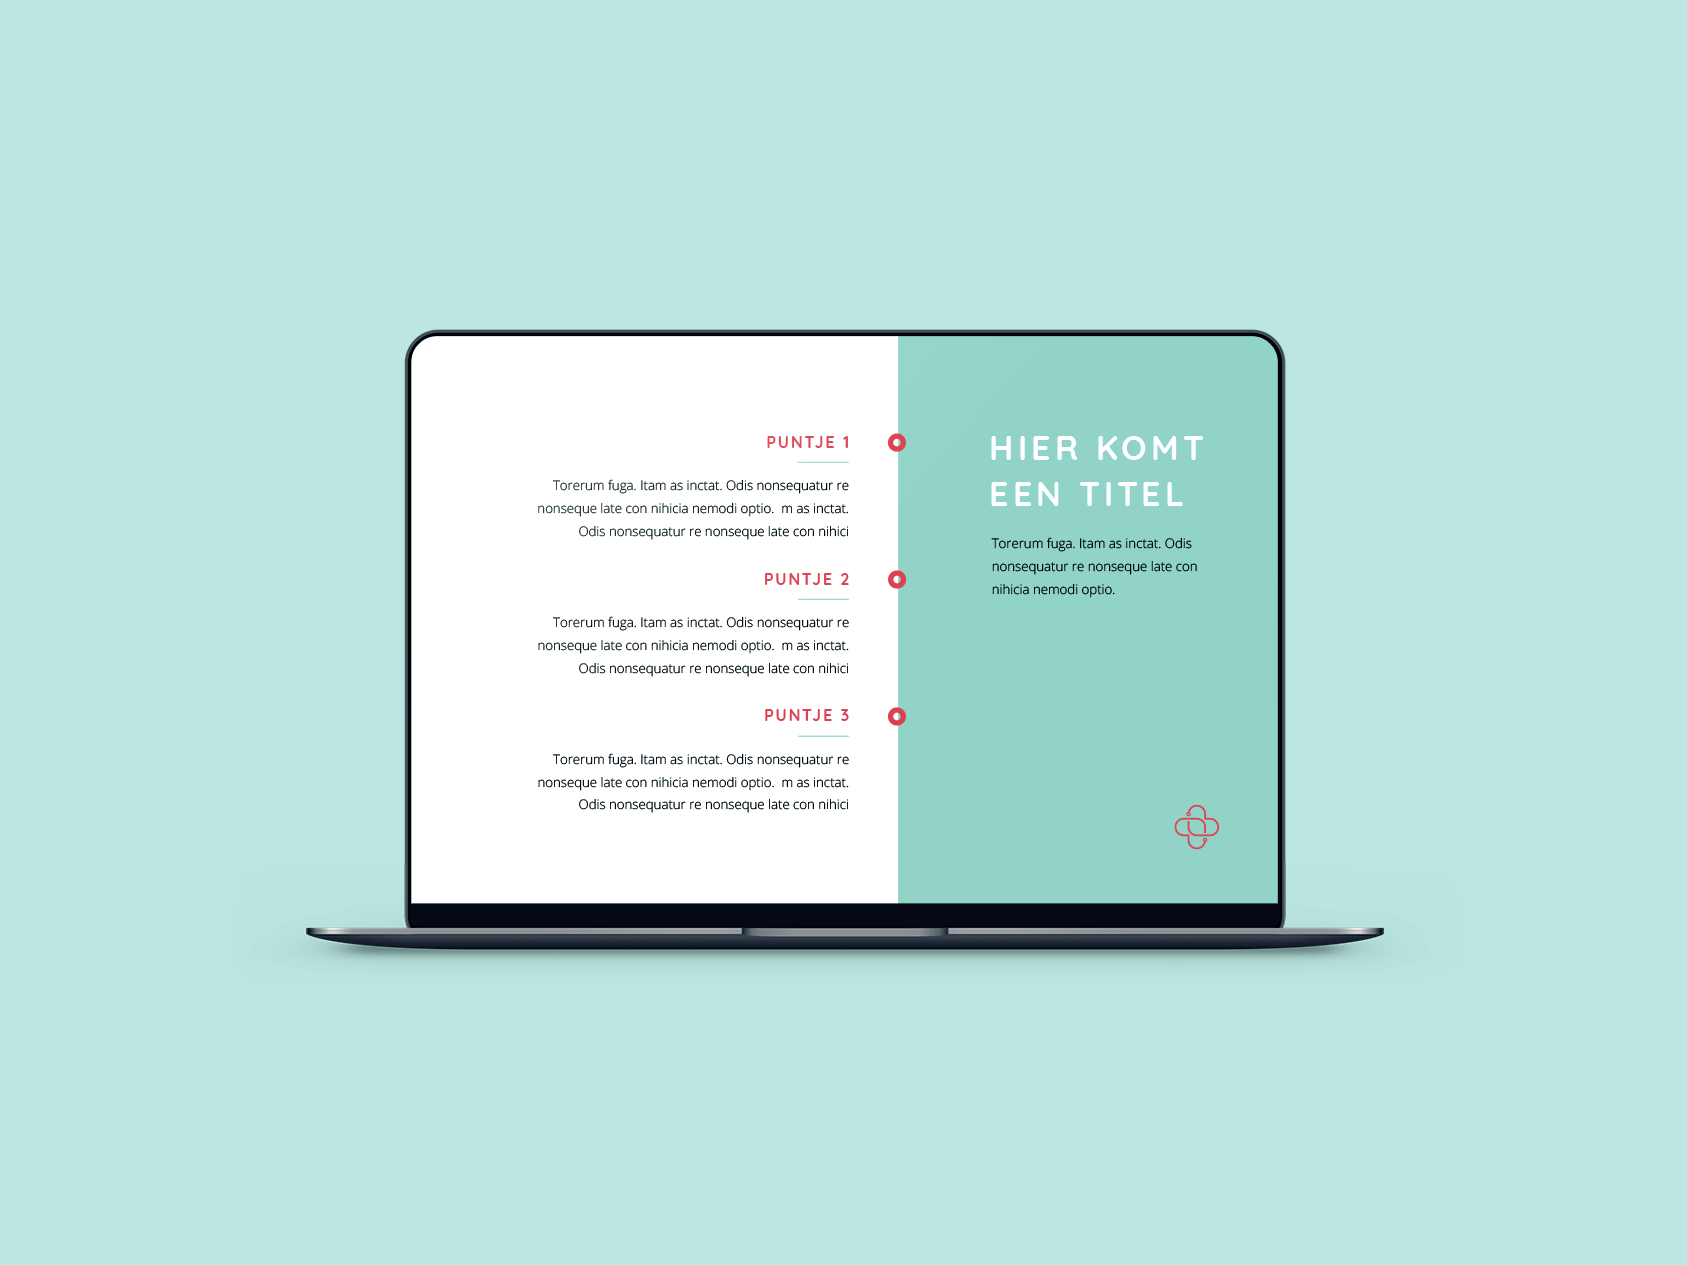 PUNTJE 1
Torerum fuga. Itam as inctat. Odis nonsequatur re
nonseque late con nihicia nemodi optio.  m as inctat.
Odis nonsequatur re nonseque late con nihici
PUNTJE 2
Torerum fuga. Itam as inctat. Odis nonsequatur re
nonseque late con nihicia nemodi optio.  m as inctat.
Odis nonsequatur re nonseque late con nihici
PUNTJE 3
Torerum fuga. Itam as inctat. Odis nonsequatur re
nonseque late con nihicia nemodi optio.  m as inctat.
Odis nonsequatur re nonseque late con nihici
HIER KOMT
EEN TITEL
Torerum fuga. Itam as inctat. Odis
nonsequatur re nonseque late con
nihicia nemodi optio.